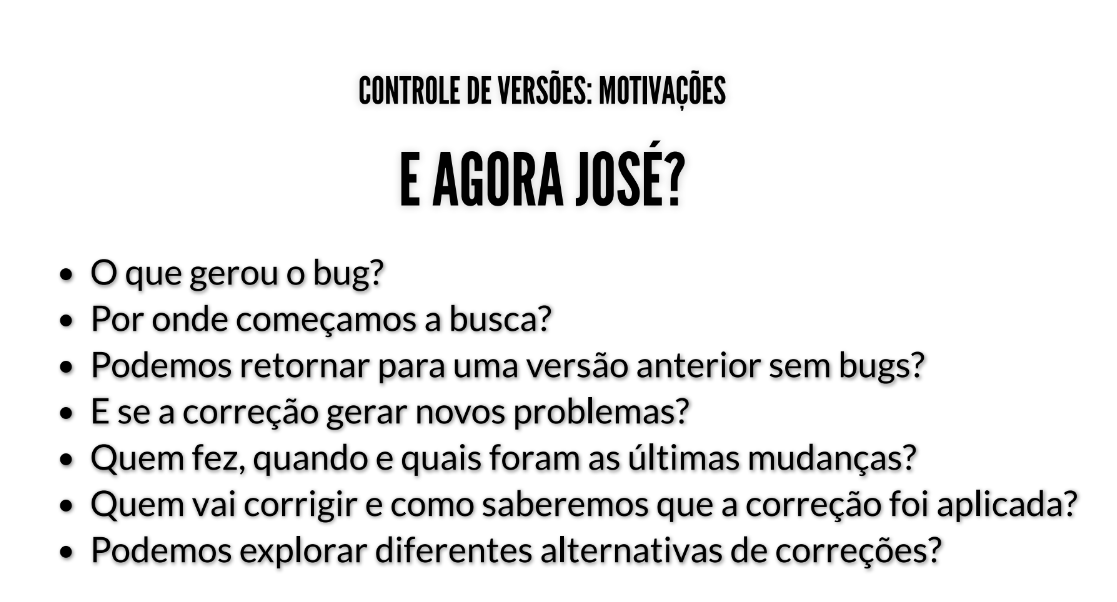 CONTROLE DE VERSÕES: MOTIVAÇÕES
E AGORA JOSÉ?
• O que gerou o bug?
• Por onde começamos a busca?
• Podemos retornar para uma versão anterior sem bugs?
• E se a correção gerar novos problemas?
• Quem fez, quando e quais foram as últimas mudanças?
• Quem vai corrigir e como saberemos que a correção foi aplicada?
• Podemos explorar diferentes alternativas de correções?